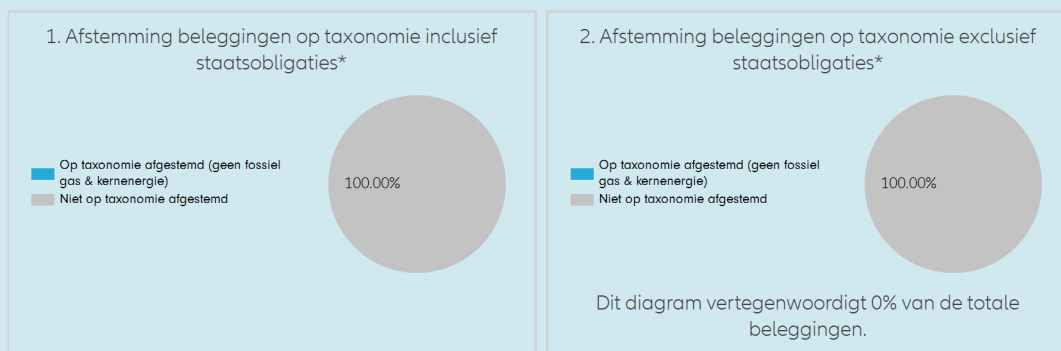 1. Afstemming beleggingen op taxonomie inclusief
staatsobligaties*
Op taxonomie afgestemd (geen fossiel
gas & kernenergie)
Niet op taxonomie afgestemd
100.00%
2. Afstemming beleggingen op taxonomie exclusief
staatsobligaties*
Op taxonomie afgestemd (geen fossiel
gas & kernenergie)
Niet op taxonomie afgestemd
100.00%
Dit diagram vertegenwoordigt 0% van de totale
beleggingen.